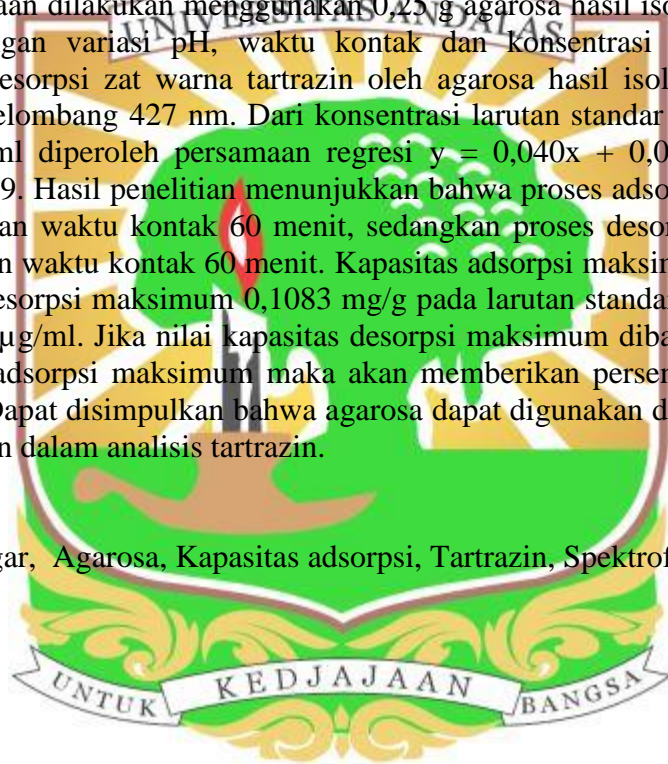 aan dilakukan menggunakan 0,25 g agarosa hasil iso
UNIVERSITAS ANDALAS
gan variasi pH, waktu kontak dan konsentrasi
esorpsi zat warna tartrazin oleh agarosa hasil isol
elombang 427 nm. Dari konsentrasi larutan standar
ml diperoleh persamaan regresi y = 0,040x + 0,0
9. Hasil penelitian menunjukkan bahwa proses adso
an waktu kontak 60 menit, sedangkan proses desor
n waktu kontak 60 menit. Kapasitas adsorpsi maksi
esorpsi maksimum 0,1083 mg/g pada larutan standa
µg/ml. Jika nilai kapasitas desorpsi maksimum diba
adsorpsi maksimum maka akan memberikan persen
Dapat disimpulkan bahwa agarosa dapat digunakan d
n dalam analisis tartrazin.
gar, Agarosa, Kapasitas adsorpsi, Tartrazin, Spektrof
UNTUK KEDJAJAAN BANGSA